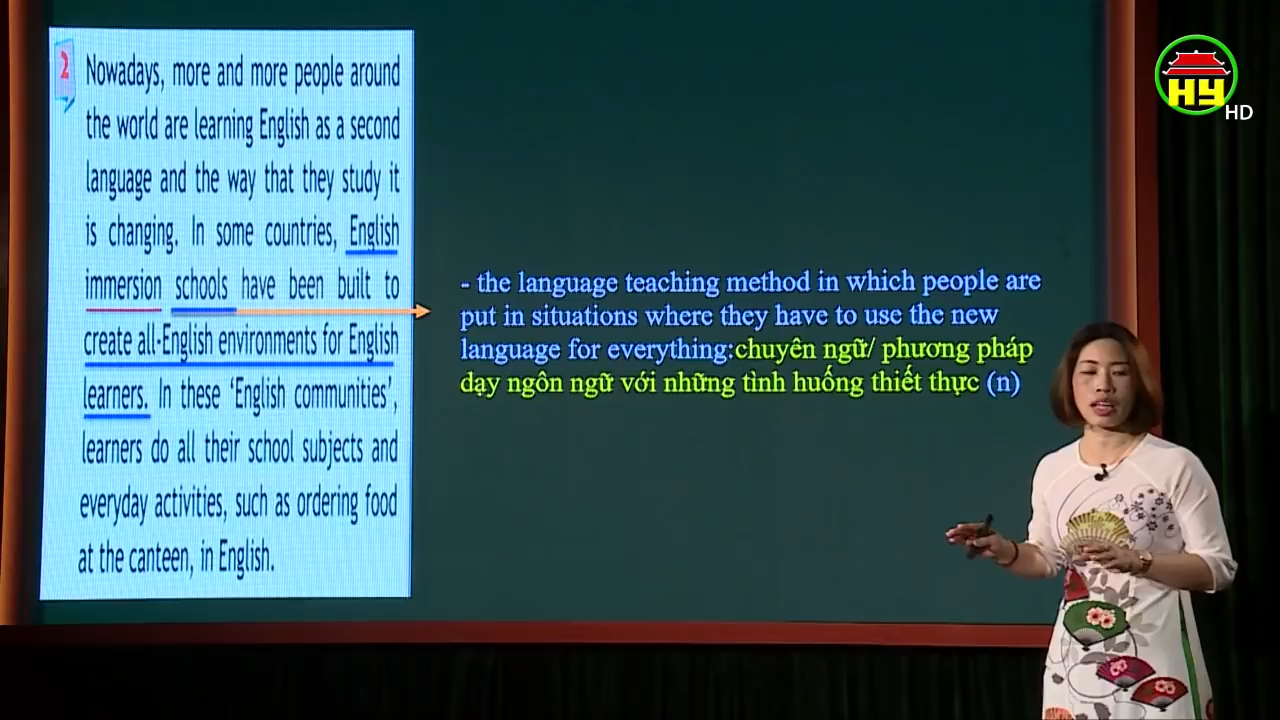 2
Nowadays, more and more people around
the world are learning English as a second
language and the way that they study it
is changing. In some countries, English
immersion schools have been built to
create all-English environments for English
learners. In these ‘English communities’,
learners do all their school subjects and
everyday activities, such as ordering food
at the canteen, in English.
- the language teaching method in which people are
put in situations where they have to use the new
language for everything:chuyên ngữ/ phương pháp
dạy ngôn ngữ với những tình huống thiết thực (n)
HY
HD